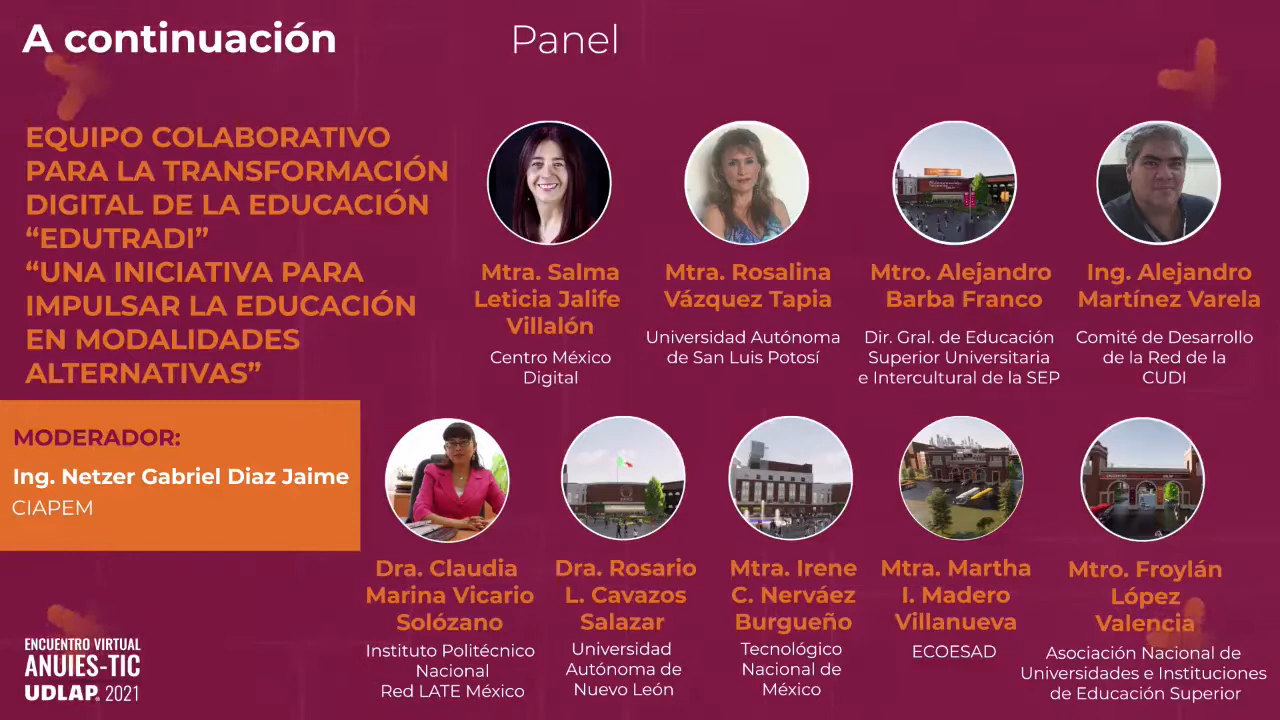 A continuación
Panel
EQUIPO COLABORATIVO
PARA LA TRANSFORMACIÓN
DIGITAL DE LA EDUCACIÓN
“EDUTRADI”
“UNA INICIATIVA PARA
IMPULSAR LA EDUCACIÓN
EN MODALIDADES
ALTERNATIVAS”
MODERADOR:
Ing. Netzer Gabriel Diaz Jaime
CIAPEM
Mtra. Salma
Leticia Jalife
Villalón
Centro México
Digital
Mtra. Rosalina
Vázquez Tapia
Universidad Autónoma
de San Luis Potosí
Mtro. Alejandro
Barba Franco
Dir. Gral. de Educación
Superior Universitaria
e Intercultural de la SEP
Ing. Alejandro
Martínez Varela
Comité de Desarrollo
de la Red de la
CUDI
Dra. Claudia
Marina Vicario
Solózano
Instituto Politécnico
Nacional
Red LATE México
Dra. Rosario
L. Cavazos
Salazar
Universidad
Autónoma de
Nuevo León
Mtra. Irene
C. Nerváez
Burgueño
Tecnológico
Nacional de
México
Mtra. Martha
I. Madero
Villanueva
ECOESAD
Mtro. Froylán
López
Valencia
Asociación Nacional de
Universidades e Instituciones
de Educación Superior
ENCUENTRO VIRTUAL
ANUIES-TIC
UDLAP® 2021